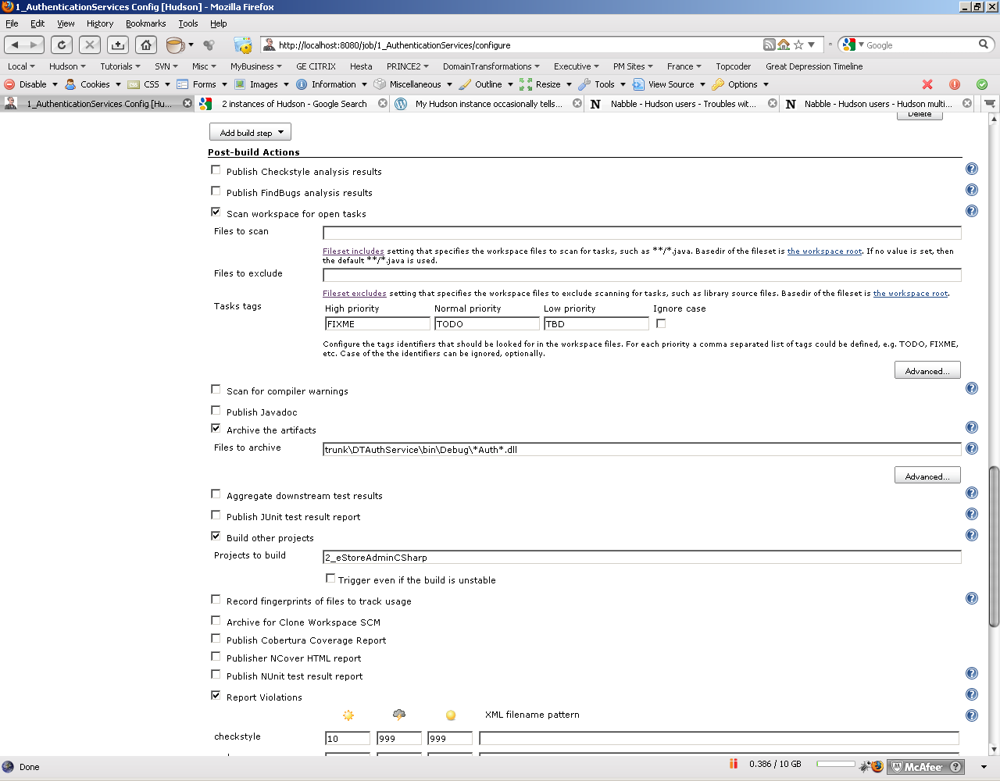 1_AuthenticationServices Config [Hudson] - Mozilla Firefox
File Edit View History Bookmarks Tools Help
http://localhost:8080/job/1_AuthenticationServices/configure
Google
Local Hudson Tutorials SVN Misc MyBusiness GE CITRIX Hesta PRINCE2 DomainTransformations Executive PM Sites France Topcoder Great Depression Timeline
Disable Cookies CSS Forms Images Information Miscellaneous Outline Resize Tools View Source Options
1_AuthenticationServices Config [Hu... 2 instances of Hudson - Google Search My Hudson instance occasionally tells... Nabble - Hudson users - Troubles wit... Nabble - Hudson users - Hudson multi...
Delete
Add build step
Post-build Actions
Publish Checkstyle analysis results
Publish FindBugs analysis results
Scan workspace for open tasks
Files to scan
Fileset includes setting that specifies the workspace files to scan for tasks, such as **/*.java. Basedir of the fileset is the workspace root. If no value is set, then
the default **/*.java is used.
Files to exclude
Fileset excludes setting that specifies the workspace files to exclude scanning for tasks, such as library source files. Basedir of the fileset is the workspace root.
Tasks tags
High priority Normal priority Low priority Ignore case
FIXME TODO TBD
Configure the tags identifiers that should be looked for in the workspace files. For each priority a comma separated list of tags could be defined, e.g. TODO, FIXME,
etc. Case of the the identifiers can be ignored, optionally.
Advanced...
Scan for compiler warnings
Publish Javadoc
Archive the artifacts
Files to archive trunk\DTAuthService\bin\Debug\*Auth*.dll
Advanced...
Aggregate downstream test results
Publish JUnit test result report
Build other projects
Projects to build 2_eStoreAdminCSharp
Trigger even if the build is unstable
Record fingerprints of files to track usage
Archive for Clone Workspace SCM
Publish Cobertura Coverage Report
Publisher NCover HTML report
Publish NUnit test result report
Report Violations
XML filename pattern
checkstyle 10 999 999
Done 0.386 / 10 GB McAfee